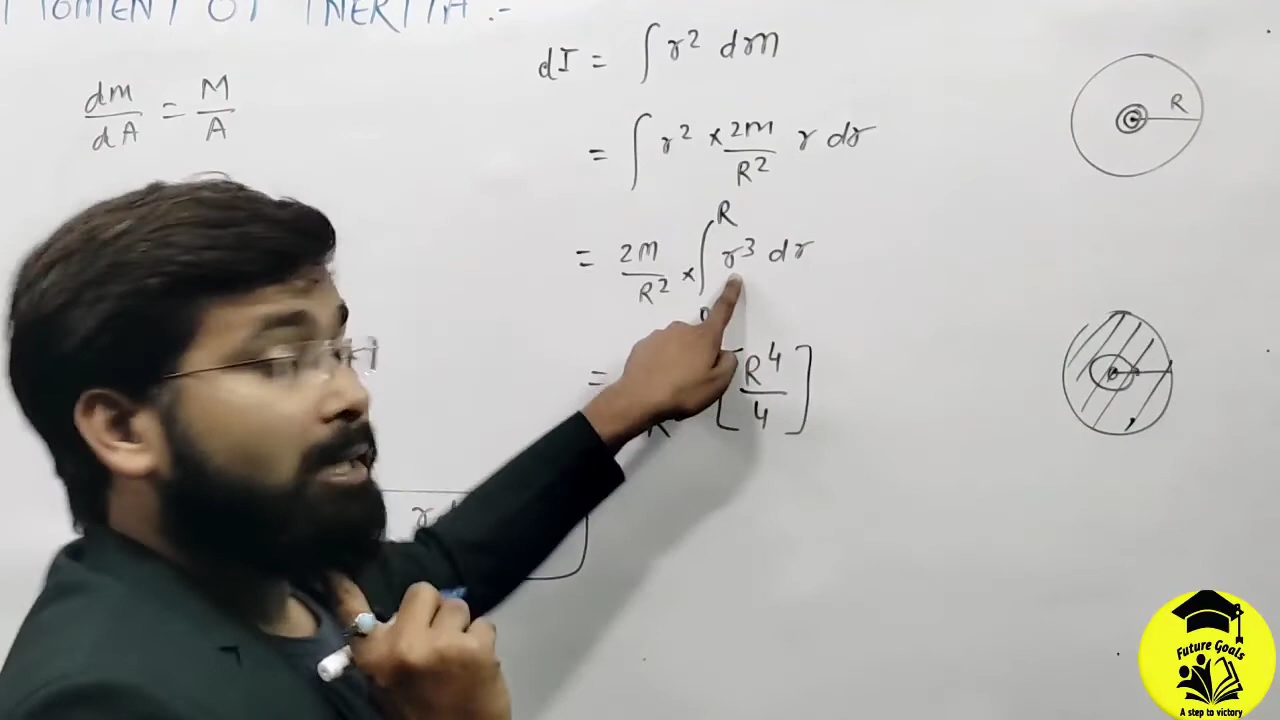 MOMENT OF INERTIA :-
dm/dA = M/A
dI = ∫ r² dm
= ∫ r² × 2M/R² r dr
= 2M/R² × ∫ᴿ r³ dr
= [R⁴/4]
R
Future Goals
A step to victory